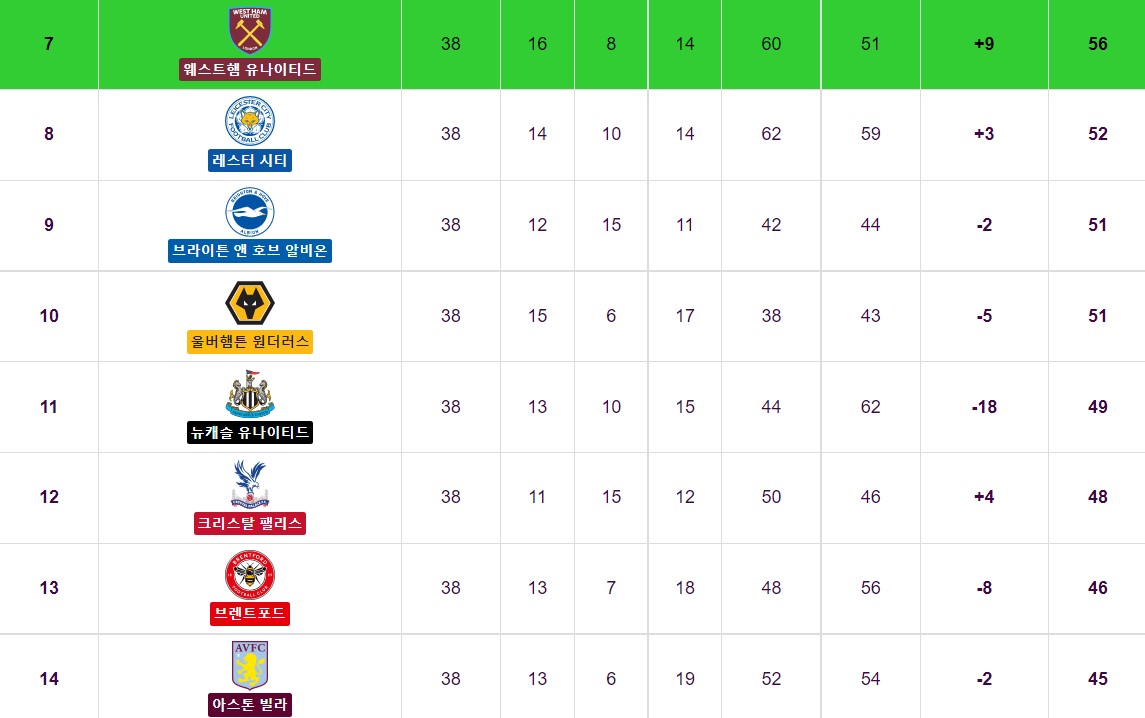 WEST HAM
UNITED
LONDON
7 38 16 8 14 60 51 +9 56
웨스트햄 유나이티드
LEICESTER CITY
FOOTBALL CLUB
8 38 14 10 14 62 59 +3 52
레스터 시티
BRIGHTON & HOVE
ALBION
9 38 12 15 11 42 44 -2 51
브라이튼 앤 호브 알비온
10 38 15 6 17 38 43 -5 51
울버햄튼 원더러스
11 38 13 10 15 44 62 -18 49
뉴캐슬 유나이티드
12 38 11 15 12 50 46 +4 48
크리스탈 팰리스
BRENTFORD
FOOTBALL CLUB
13 38 13 7 18 48 56 -8 46
브렌트포드
AVFC
14 38 13 6 19 52 54 -2 45
아스톤 빌라